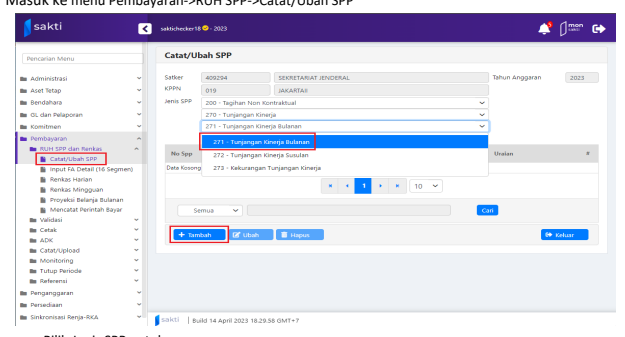 Masuk ke menu Pembayaran->RUH SPP->Catat/Ubah SPP
sakti
saktichecker18 - 2023
mon
sakti
Pencarian Menu
Administrasi
Aset Tetap
Bendahara
GL dan Pelaporan
Komitmen
Pembayaran
RUH SPP dan Renkas
Catat/Ubah SPP
Input FA Detail (16 Segmen)
Renkas Harian
Renkas Mingguan
Proyeksi Belanja Bulanan
Mencatat Perintah Bayar
Validasi
Cetak
ADK
Catat/Upload
Monitoring
Tutup Periode
Referensi
Penganggaran
Persediaan
Sinkronisasi Renja-RKA
Catat/Ubah SPP
Satker 409294 SEKRETARIAT JENDERAL Tahun Anggaran 2023
KPPN 019 JAKARTAII
Jenis SPP 200 - Tagihan Non Kontraktual
270 - Tunjangan Kinerja
271 - Tunjangan Kinerja Bulanan
271 - Tunjangan Kinerja Bulanan
272 - Tunjangan Kinerja Susulan
273 - Kekurangan Tunjangan Kinerja
No Spp Uraian #
Data Kosong
« 1 » 10
Semua Cari
+ Tambah Ubah Hapus Keluar
sakti | Build 14 April 2023 18.29.58 GMT+7